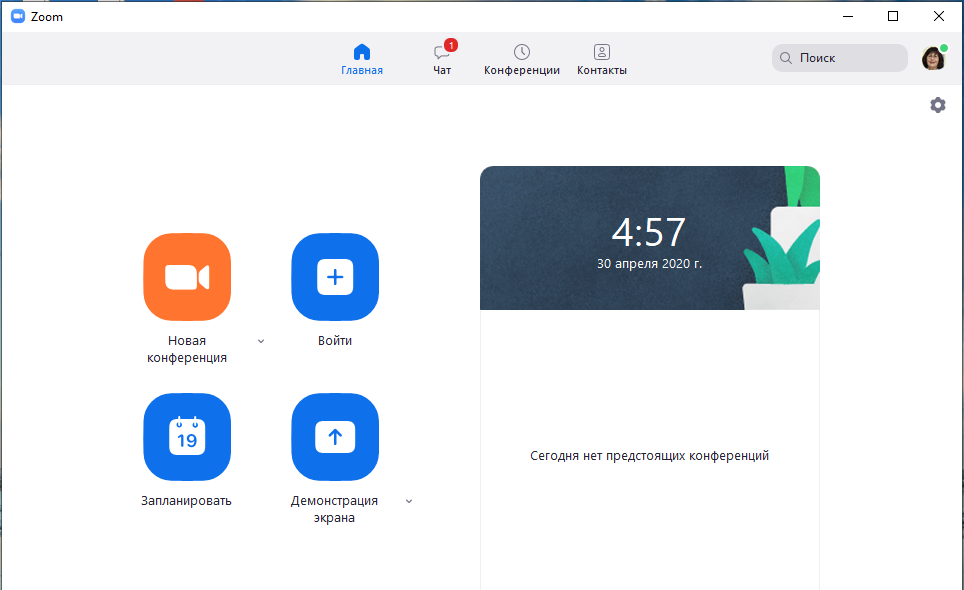 Zoom
Главная
Чат
1
Конференции
Контакты
Поиск
4:57
30 апреля 2020 г.
Новая
конференция
Войти
19
Запланировать
Демонстрация
экрана
Сегодня нет предстоящих конференций